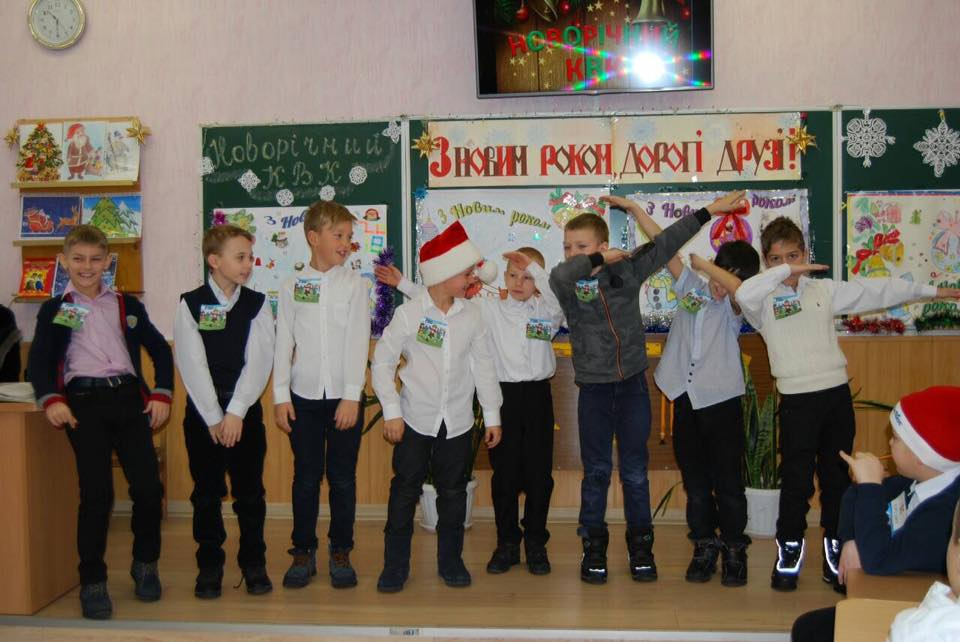 НОВОРІЧНИЙ
КВК
Новорічний
КВК
З НОВИМ РОКОМ, ДОРОГІ ДРУЗІ!
З Новим роком
З Новим роком